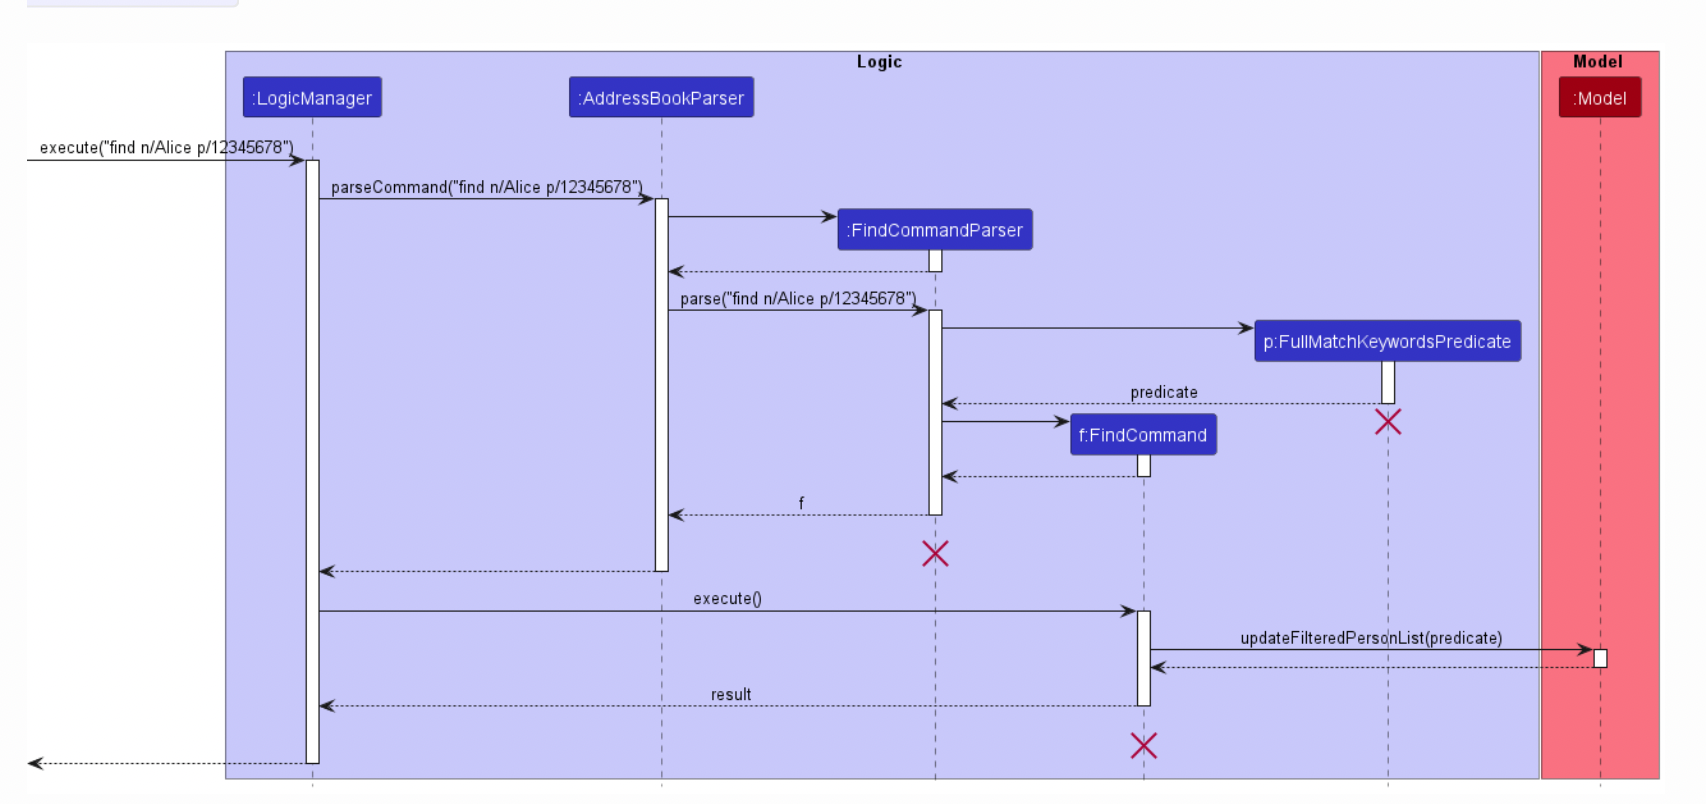 Logic
Model
:LogicManager
:AddressBookParser
:Model
execute("find n/Alice p/12345678")
parseCommand("find n/Alice p/12345678")
:FindCommandParser
parse("find n/Alice p/12345678")
p:FullMatchKeywordsPredicate
predicate
f:FindCommand
f
execute()
updateFilteredPersonList(predicate)
result